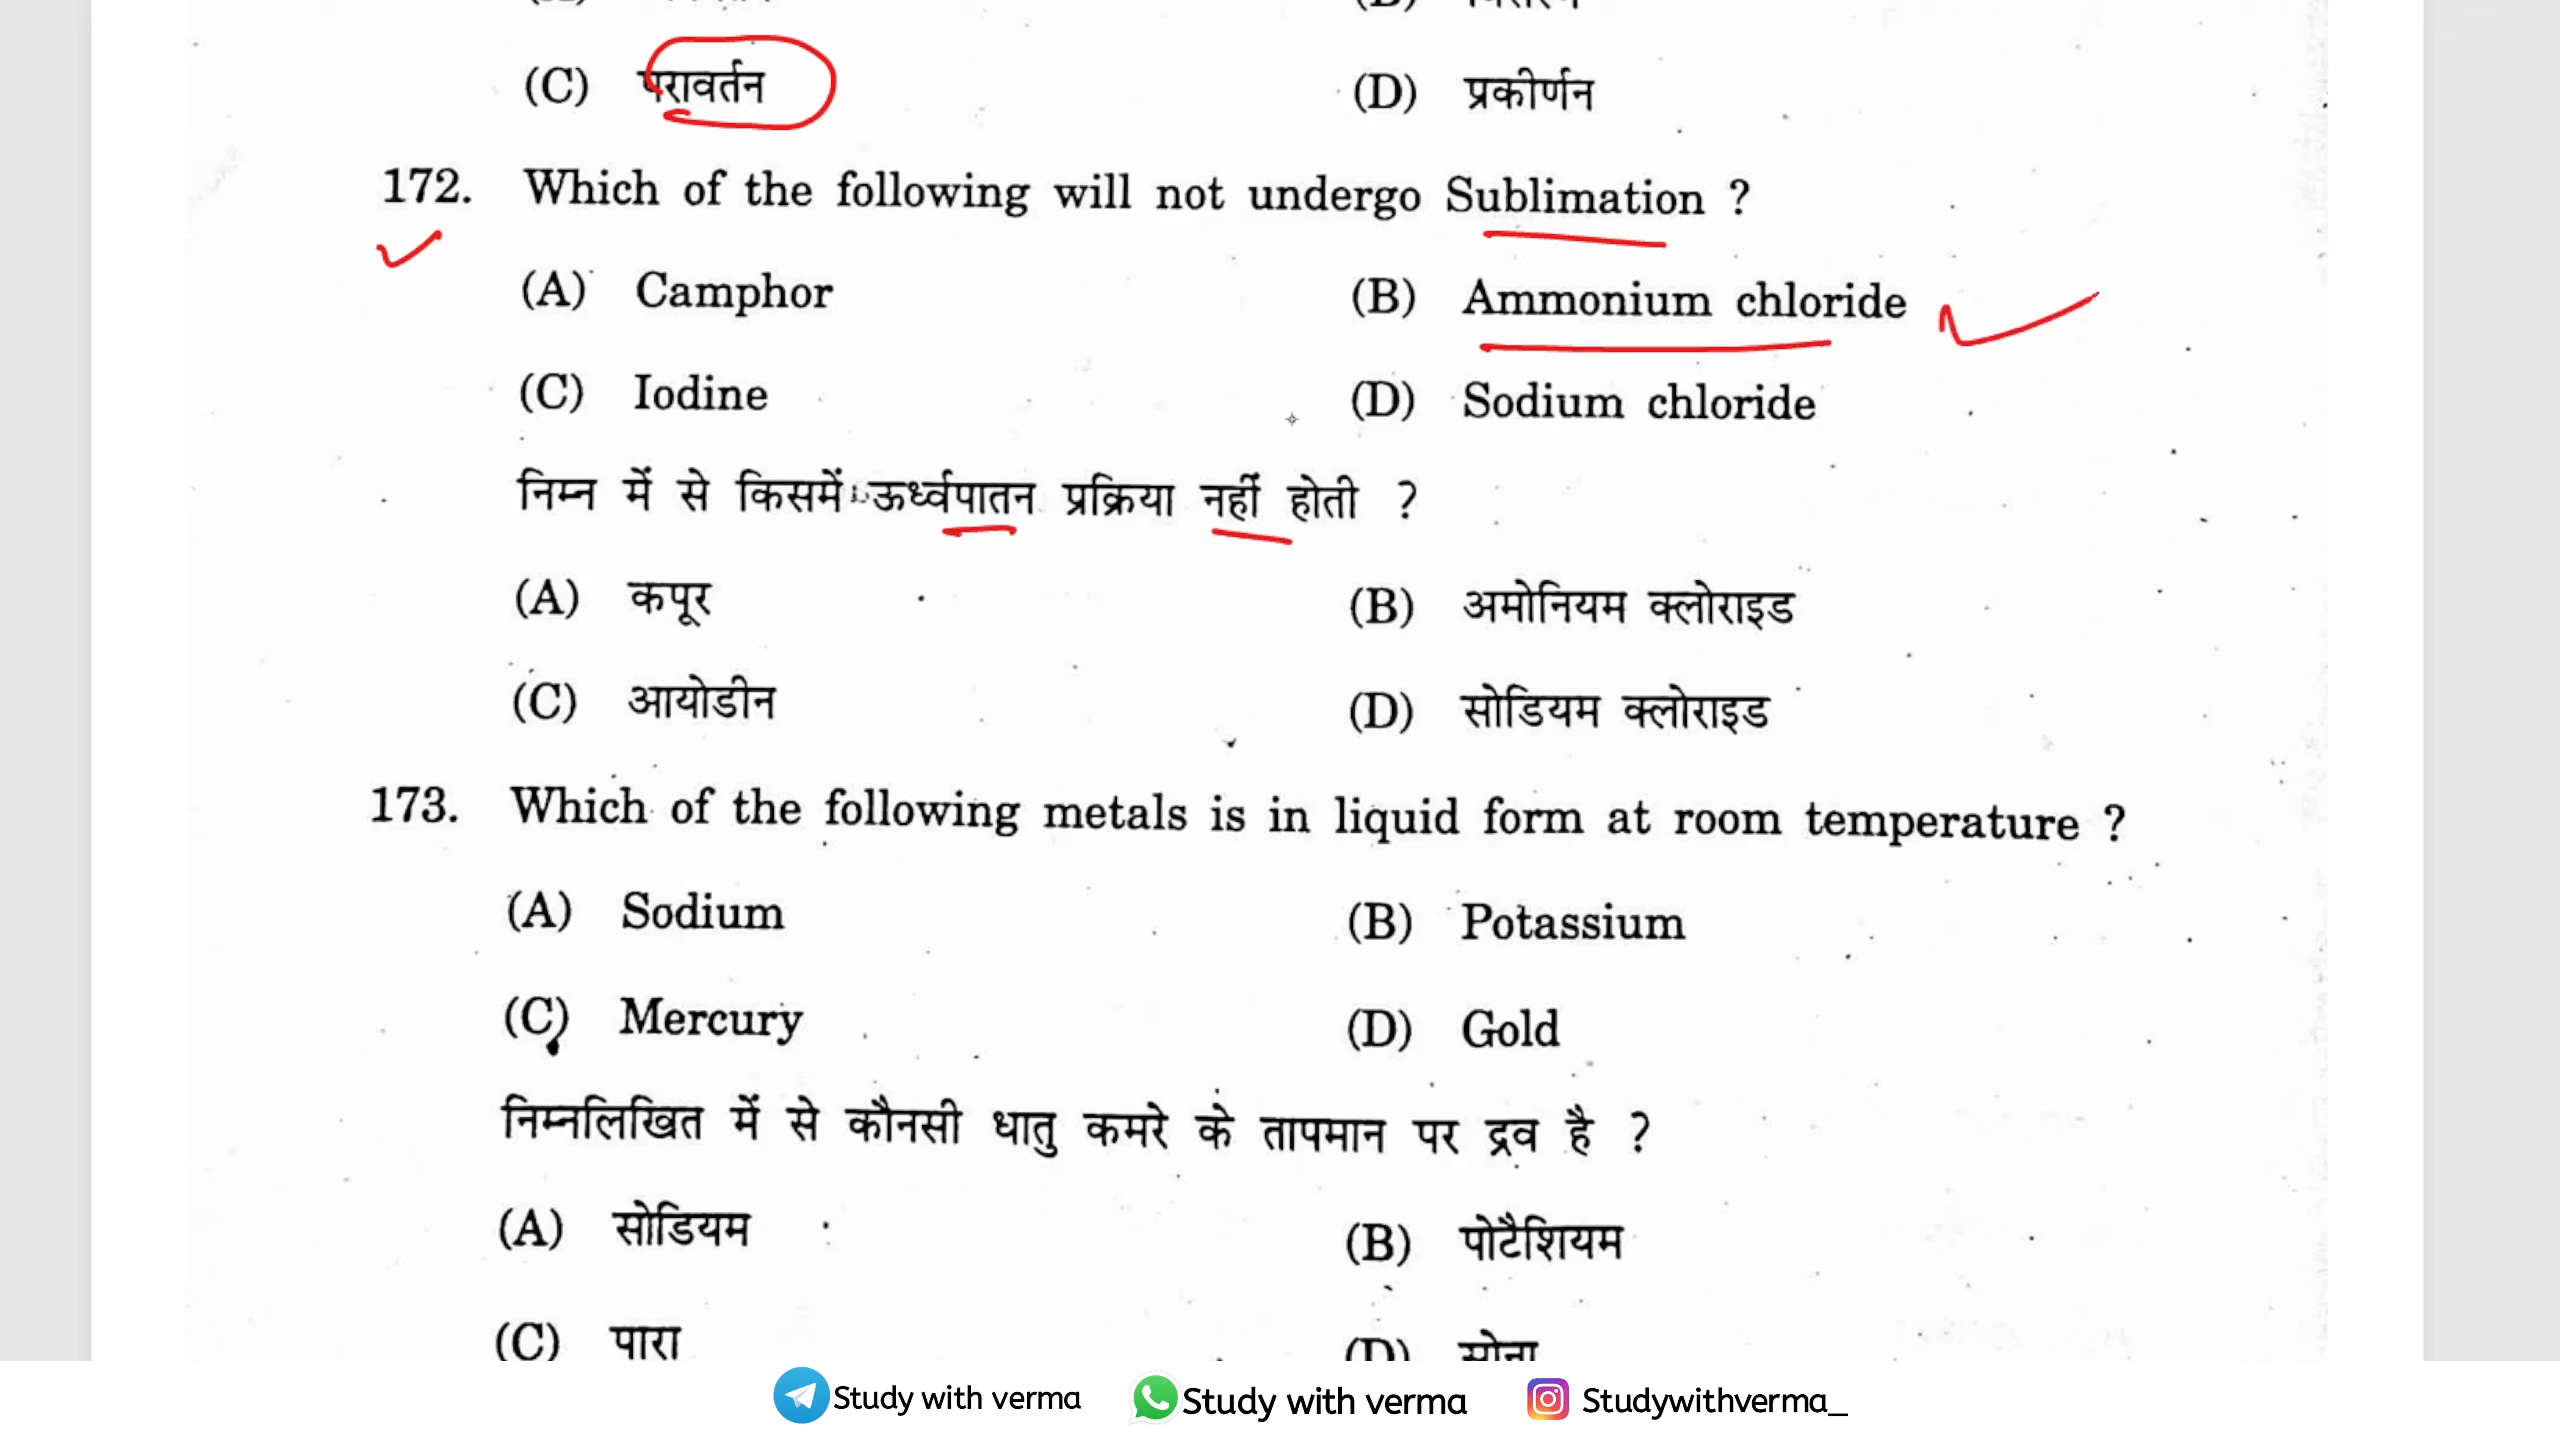 (C) परावर्तन (D) प्रकीर्णन
172. Which of the following will not undergo Sublimation ?
(A) Camphor (B) Ammonium chloride
(C) Iodine (D) Sodium chloride
निम्न में से किसमें ऊर्ध्वपातन प्रक्रिया नहीं होती ?
(A) कपूर (B) अमोनियम क्लोराइड
(C) आयोडीन (D) सोडियम क्लोराइड
173. Which of the following metals is in liquid form at room temperature ?
(A) Sodium (B) Potassium
(C) Mercury (D) Gold
निम्नलिखित में से कौनसी धातु कमरे के तापमान पर द्रव है ?
(A) सोडियम (B) पोटैशियम
(C) पारा (D) सोना
Study with verma Study with verma Studywithverma_